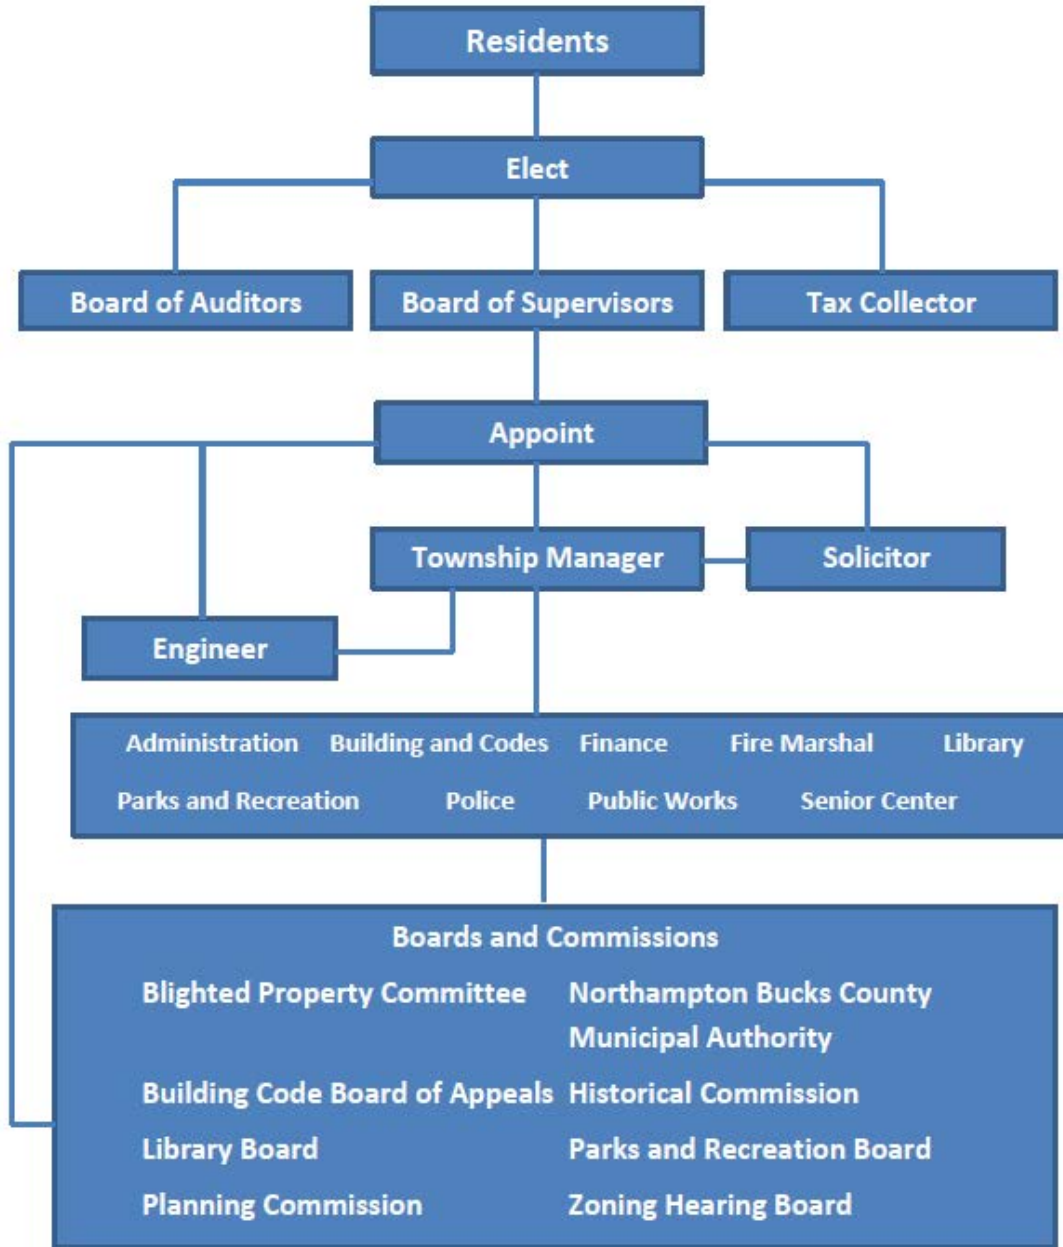 Residents
Elect
Board of Auditors
Board of Supervisors
Tax Collector
Appoint
Township Manager
Solicitor
Engineer
Administration Building and Codes Finance Fire Marshal Library
Parks and Recreation Police Public Works Senior Center
Boards and Commissions
Blighted Property Committee
Northampton Bucks County
Municipal Authority
Building Code Board of Appeals
Historical Commission
Library Board
Parks and Recreation Board
Planning Commission
Zoning Hearing Board